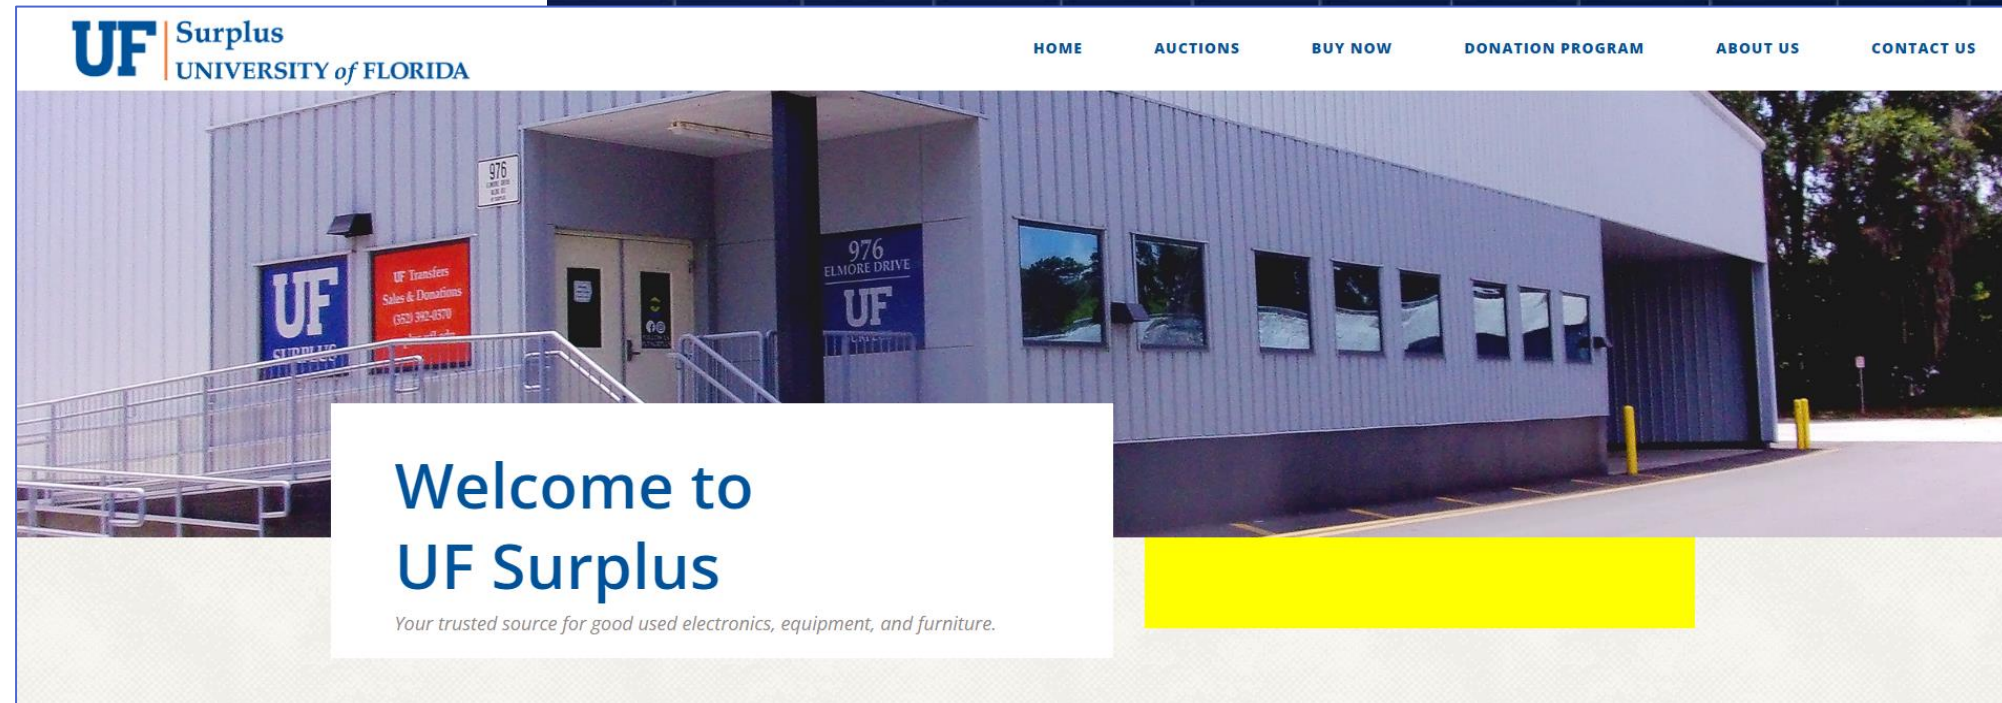 UF
Surplus
UNIVERSITY of FLORIDA
HOME
AUCTIONS
BUY NOW
DONATION PROGRAM
ABOUT US
CONTACT US
976
UF
SURPLUS
UF Transfers
Sales & Donations
(352) 392-0370
976
ELMORE DRIVE
UF
Welcome to
UF Surplus
Your trusted source for good used electronics, equipment, and furniture.